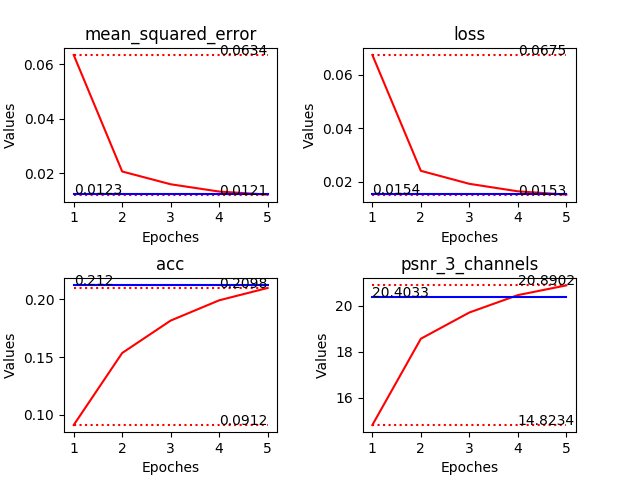 mean_squared_error
0.0634
0.06
0.04
0.02
Values
0.0123
0.0121
1 2 3 4 5
Epoches
loss
0.0675
0.06
0.04
0.02
Values
0.0154
0.0153
1 2 3 4 5
Epoches
acc
0.212
0.2098
0.20
0.15
0.10
Values
0.0912
1 2 3 4 5
Epoches
psnr_3_channels
20.8902
20.4033
20
18
16
Values
14.8234
1 2 3 4 5
Epoches